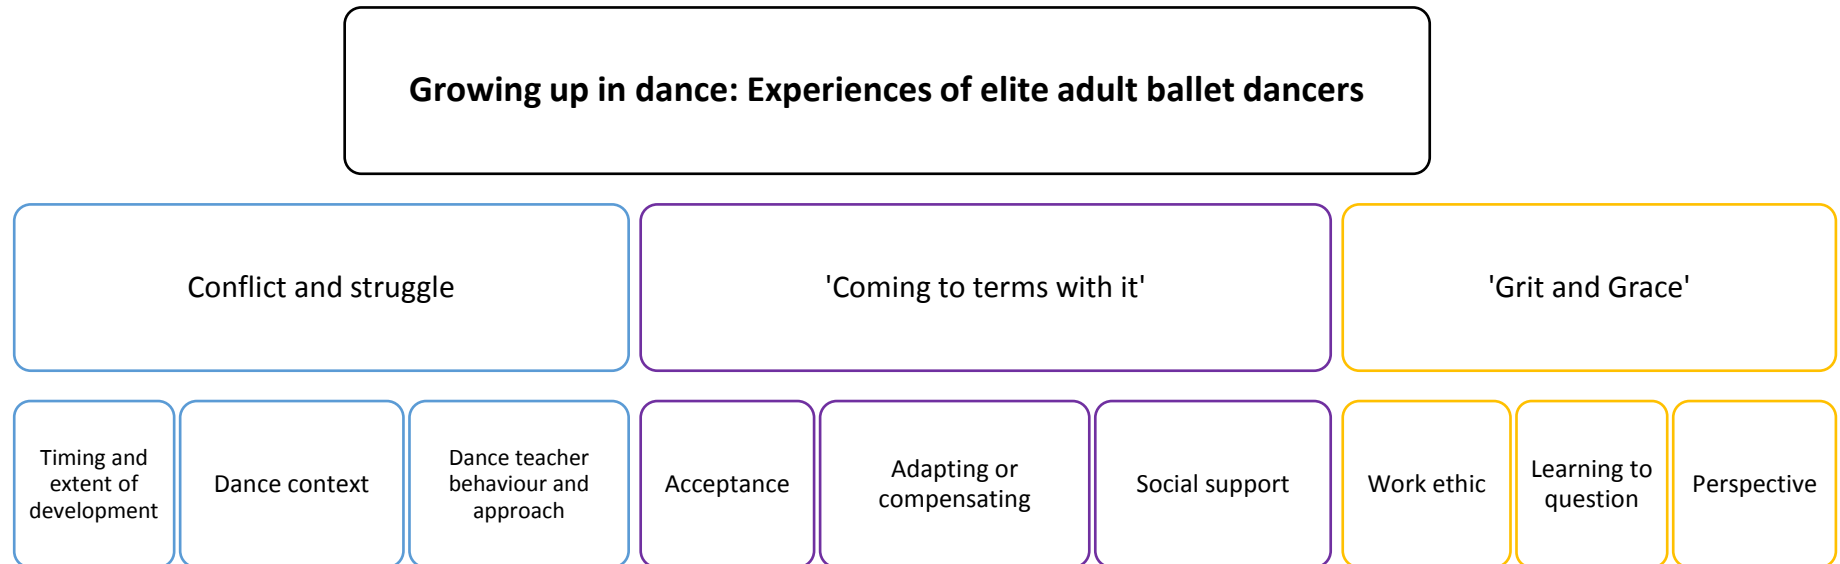 Growing up in dance: Experiences of elite adult ballet dancers
Conflict and struggle
'Coming to terms with it'
'Grit and Grace'
Timing and
extent of
development
Dance context
Dance teacher
behaviour and
approach
Acceptance
Adapting or
compensating
Social support
Work ethic
Learning to
question
Perspective